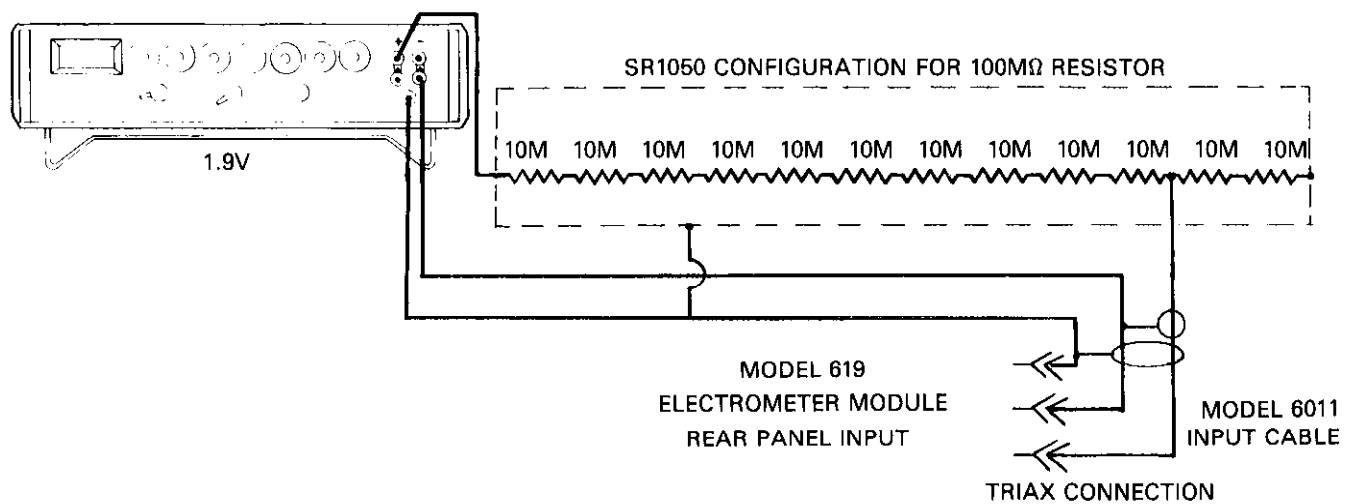 + −
SR1050 CONFIGURATION FOR 100MΩ RESISTOR
1.9V
10M 10M 10M 10M 10M 10M 10M 10M 10M 10M 10M 10M
MODEL 619
ELECTROMETER MODULE
REAR PANEL INPUT
MODEL 6011
INPUT CABLE
TRIAX CONNECTION